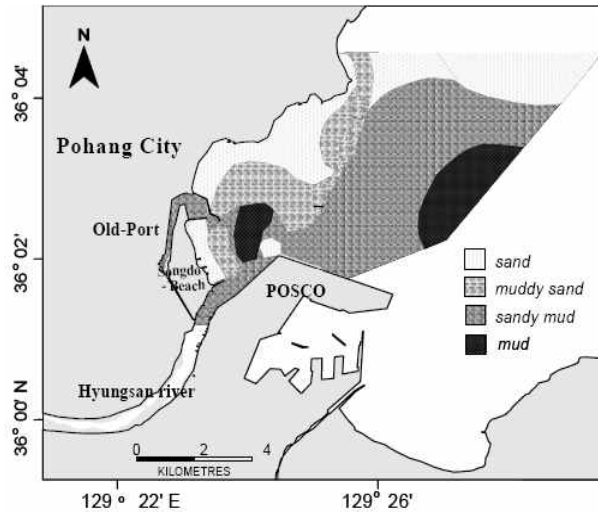 N
36° 04'
Pohang City
Old-Port
38° 02'
Songdo
- Beach
POSCO
sand
muddy sand
sandy mud
mud
Hyungsan river
36° 00' N
0 2 4
KILOMETRES
129° 22' E
129° 26'